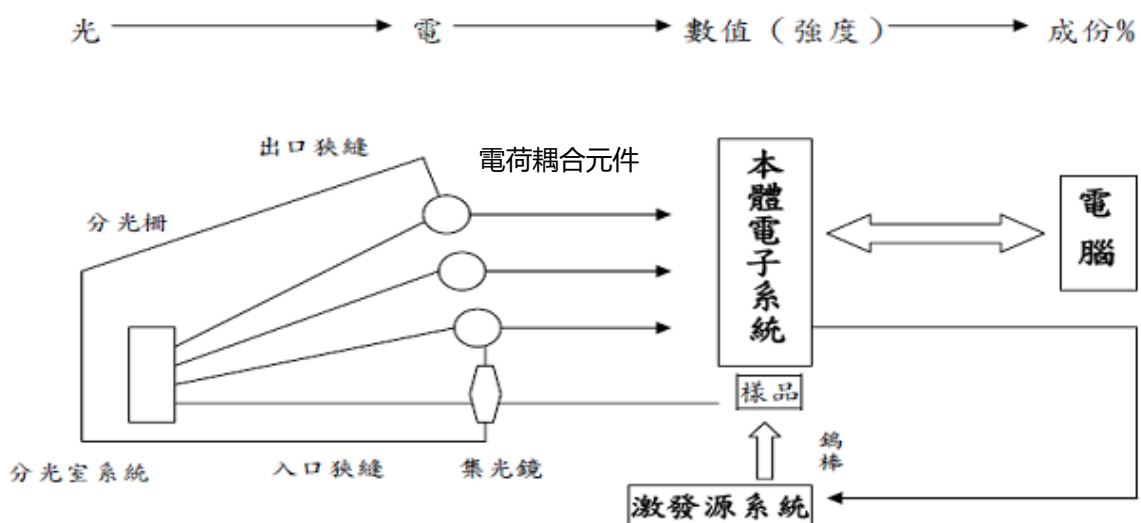 光 電 數值（強度） 成份%
出口狹縫
電荷耦合元件
分光柵
本體電子系統
電腦
樣品
鎢棒
分光室系統
入口狹縫
集光鏡
激發源系統